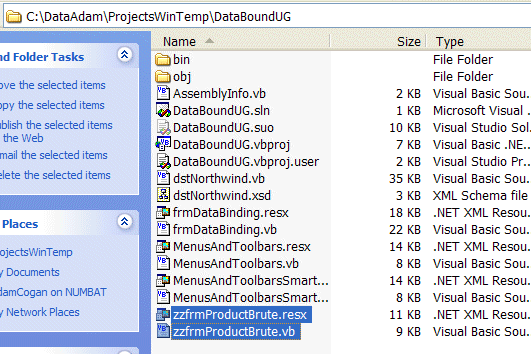 C:\DataAdam\ProjectsWinTemp\DataBoundUG
nd Folder Tasks
ove the selected items
opy the selected items
ublish the selected items
the Web
mail the selected items
elete the selected items
Places
rojectsWinTemp
y Documents
damCogan on NUMBAT
y Network Places
Name Size Type
bin File Folder
obj File Folder
AssemblyInfo.vb 2 KB Visual Basic Sou...
DataBoundUG.sln 1 KB Microsoft Visual ...
DataBoundUG.suo 10 KB Visual Studio Sol...
DataBoundUG.vbproj 7 KB Visual Basic .NE...
DataBoundUG.vbproj.user 2 KB Visual Studio Pr...
dstNorthwind.vb 35 KB Visual Basic Sou...
dstNorthwind.xsd 3 KB XML Schema file
frmDataBinding.resx 18 KB .NET XML Resou...
frmDataBinding.vb 22 KB Visual Basic Sou...
MenusAndToolbars.resx 14 KB .NET XML Resou...
MenusAndToolbars.vb 8 KB Visual Basic Sou...
MenusAndToolbarsSmart... 14 KB .NET XML Resou...
MenusAndToolbarsSmart... 8 KB Visual Basic Sou...
zzfrmProductBrute.resx 11 KB .NET XML Resou...
zzfrmProductBrute.vb 9 KB Visual Basic Sou...